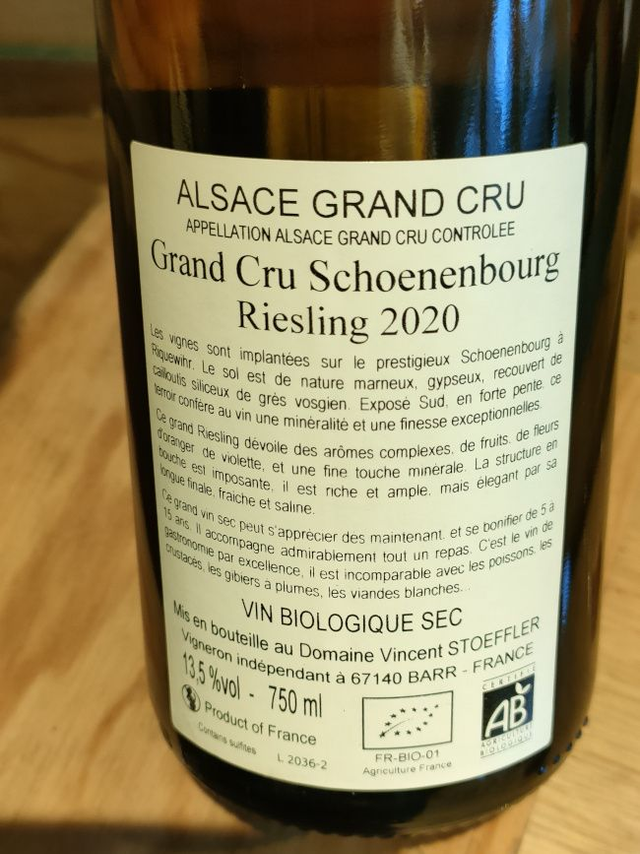 ALSACE GRAND CRU
APPELLATION ALSACE GRAND CRU CONTROLEE
Grand Cru Schoenenbourg
Riesling 2020
Les vignes sont implantées sur le prestigieux Schoenenbourg à
Riquewihr. Le sol est de nature marneux, gypseux, recouvert de
cailloutis siliceux de grès vosgien. Exposé Sud, en forte pente, ce
terroir confère au vin une minéralité et une finesse exceptionnelles.
Ce grand Riesling dévoile des arômes complexes, de fruits, de fleurs
d'oranger de violette, et une fine touche minérale. La structure en
bouche est imposante, il est riche et ample, mais élégant par sa
longue finale, fraiche et saline.
Ce grand vin sec peut s'apprécier dès maintenant, et se bonifier de 5 à
15 ans. Il accompagne admirablement tout un repas. C'est le vin de
gastronomie par excellence, il est incomparable avec les poissons, les
crustacés, les gibiers à plumes, les viandes blanches...
VIN BIOLOGIQUE SEC
Mis en bouteille au Domaine Vincent STOEFFLER
Vigneron indépendant à 67140 BARR - FRANCE
13,5 %vol - 750 ml
Product of France
Contains sulfites L 2036-2
FR-BIO-01
Agriculture France
CERTIFIÉ
AB
AGRICULTURE
BIOLOGIQUE